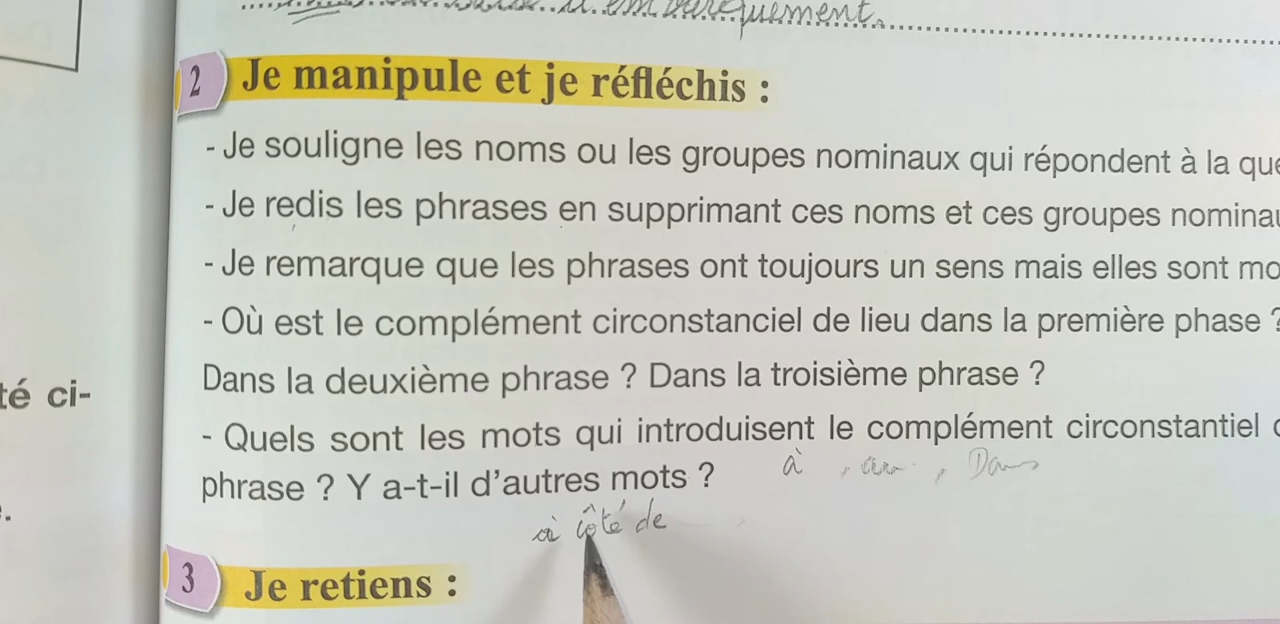 quement.
2 Je manipule et je réfléchis :
- Je souligne les noms ou les groupes nominaux qui répondent à la que
- Je redis les phrases en supprimant ces noms et ces groupes nominau
- Je remarque que les phrases ont toujours un sens mais elles sont mo
- Où est le complément circonstanciel de lieu dans la première phase ?
té ci-
Dans la deuxième phrase ? Dans la troisième phrase ?
- Quels sont les mots qui introduisent le complément circonstantiel
à , au , Dans
phrase ? Y a-t-il d'autres mots ?
à côté de
3 Je retiens :